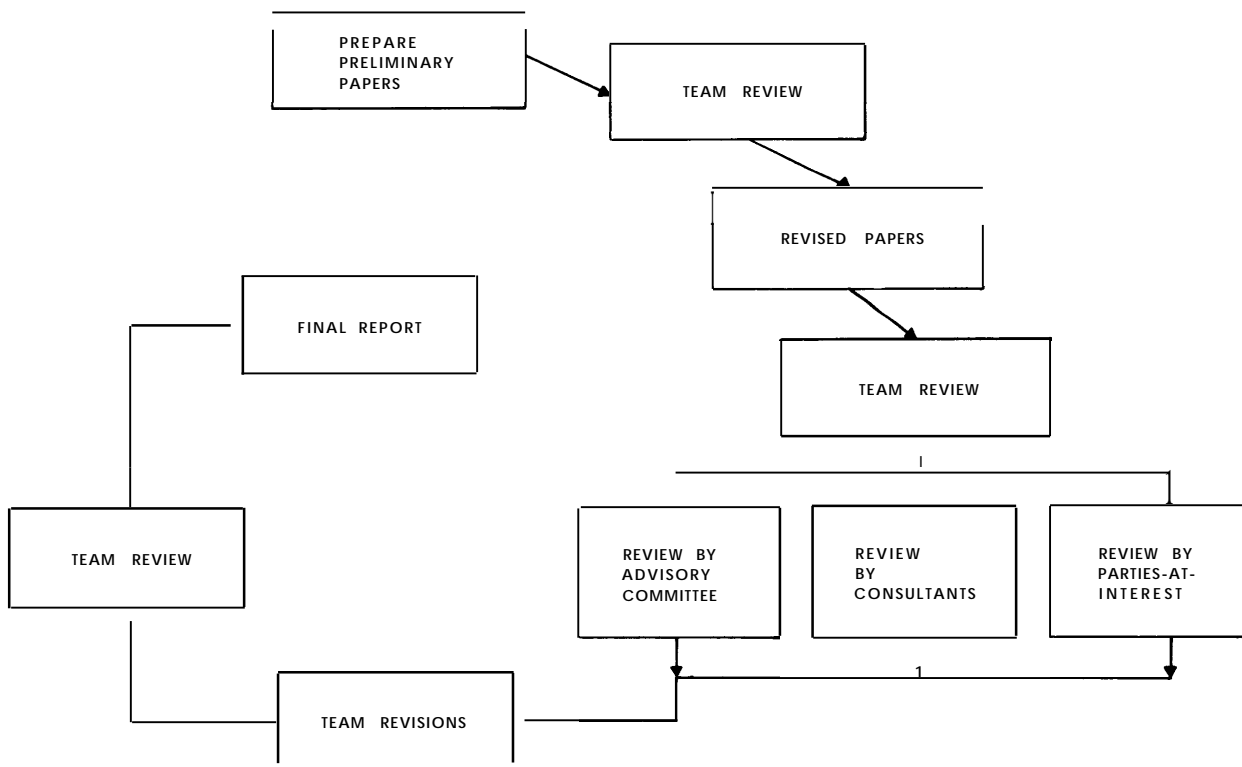 PREPARE
PRELIMINARY
PAPERS
TEAM REVIEW
REVISED PAPERS
TEAM REVIEW
REVIEW BY
ADVISORY
COMMITTEE
REVIEW
BY
CONSULTANTS
REVIEW BY
PARTIES-AT-
INTEREST
TEAM REVISIONS
TEAM REVIEW
FINAL REPORT